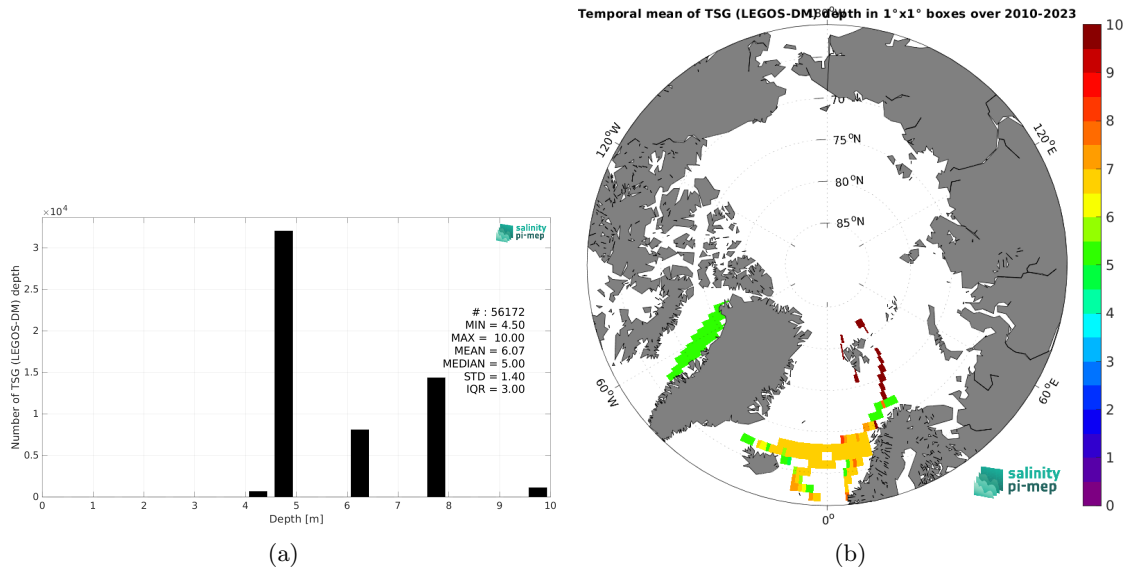 ×10⁴
3
2.5
2
1.5
1
0.5
0
Number of TSG (LEGOS-DM) depth
salinity
pi-mep
# : 56172
MIN = 4.50
MAX = 10.00
MEAN = 6.07
MEDIAN = 5.00
STD = 1.40
IQR = 3.00
0 1 2 3 4 5 6 7 8 9 10
Depth [m]
(a)
Temporal mean of TSG (LEGOS-DM) depth in 1°x1° boxes over 2010-2023
180°W
120°W
120°E
70
75°N
80°N
85°N
60°W
60°E
0°
10
9
8
7
6
5
4
3
2
1
0
salinity
pi-mep
(b)